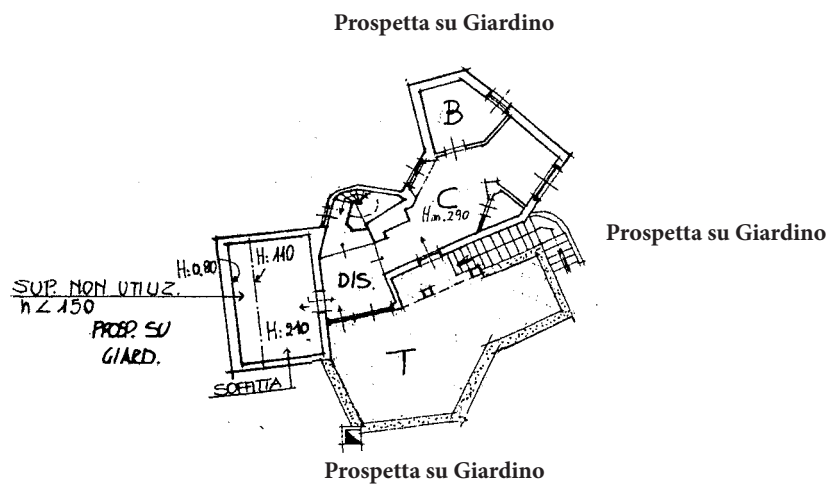 Prospetta su Giardino
B
C
H.m. 290
Prospetta su Giardino
H:0,80
H:110
DIS.
SUP. NON UTILIZ.
h < 150
PROSP. SU
GIARD.
H:210
T
SOFFITTA
Prospetta su Giardino